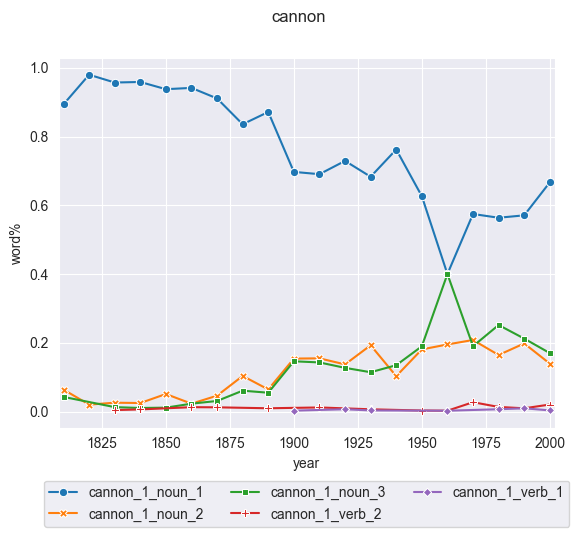 cannon
1.0
0.8
0.6
0.4
0.2
0.0
word%
1825 1850 1875 1900 1925 1950 1975 2000
year
cannon_1_noun_1 cannon_1_noun_3 cannon_1_verb_1
cannon_1_noun_2 cannon_1_verb_2